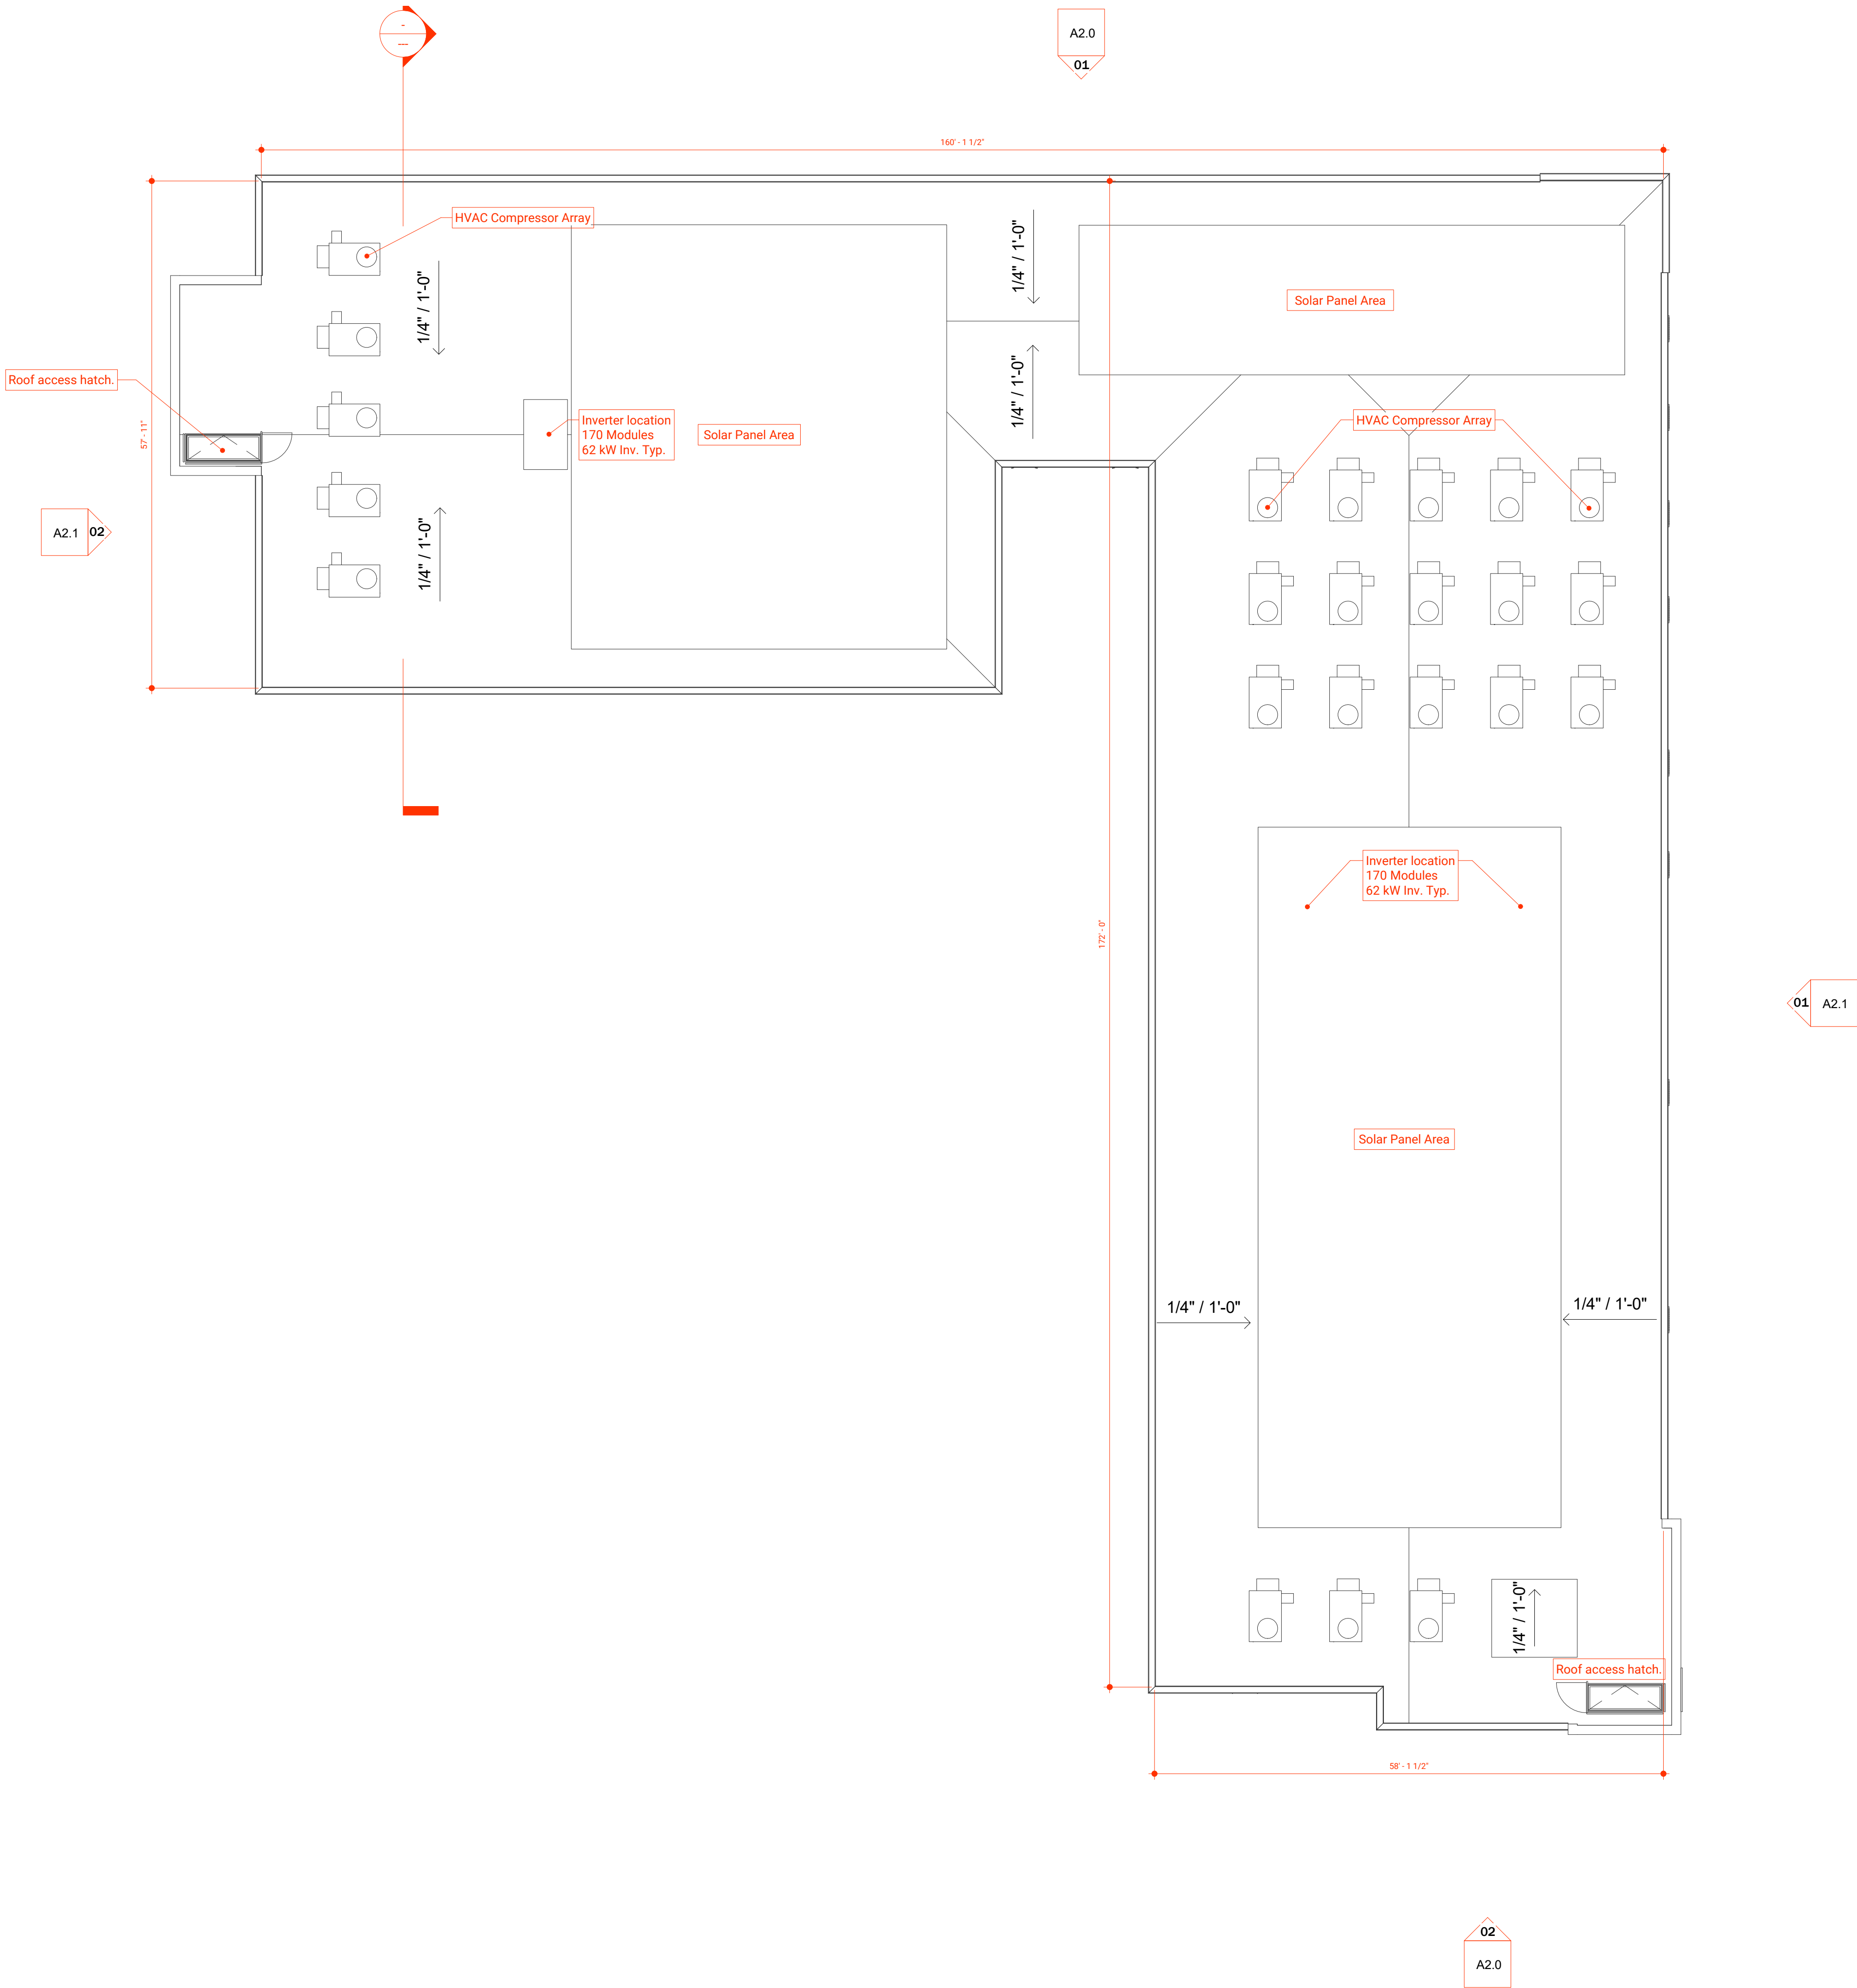 -
---
A2.0
01
160' - 1 1/2"
HVAC Compressor Array
1/4" / 1'-0"
1/4" / 1'-0"
Solar Panel Area
Roof access hatch.
57' - 11"
Inverter location
170 Modules
62 kW Inv. Typ.
Solar Panel Area
1/4" / 1'-0"
HVAC Compressor Array
A2.1
02
1/4" / 1'-0"
Inverter location
170 Modules
62 kW Inv. Typ.
172' - 0"
01
A2.1
Solar Panel Area
1/4" / 1'-0"
1/4" / 1'-0"
1/4" / 1'-0"
Roof access hatch.
58' - 1 1/2"
02
A2.0